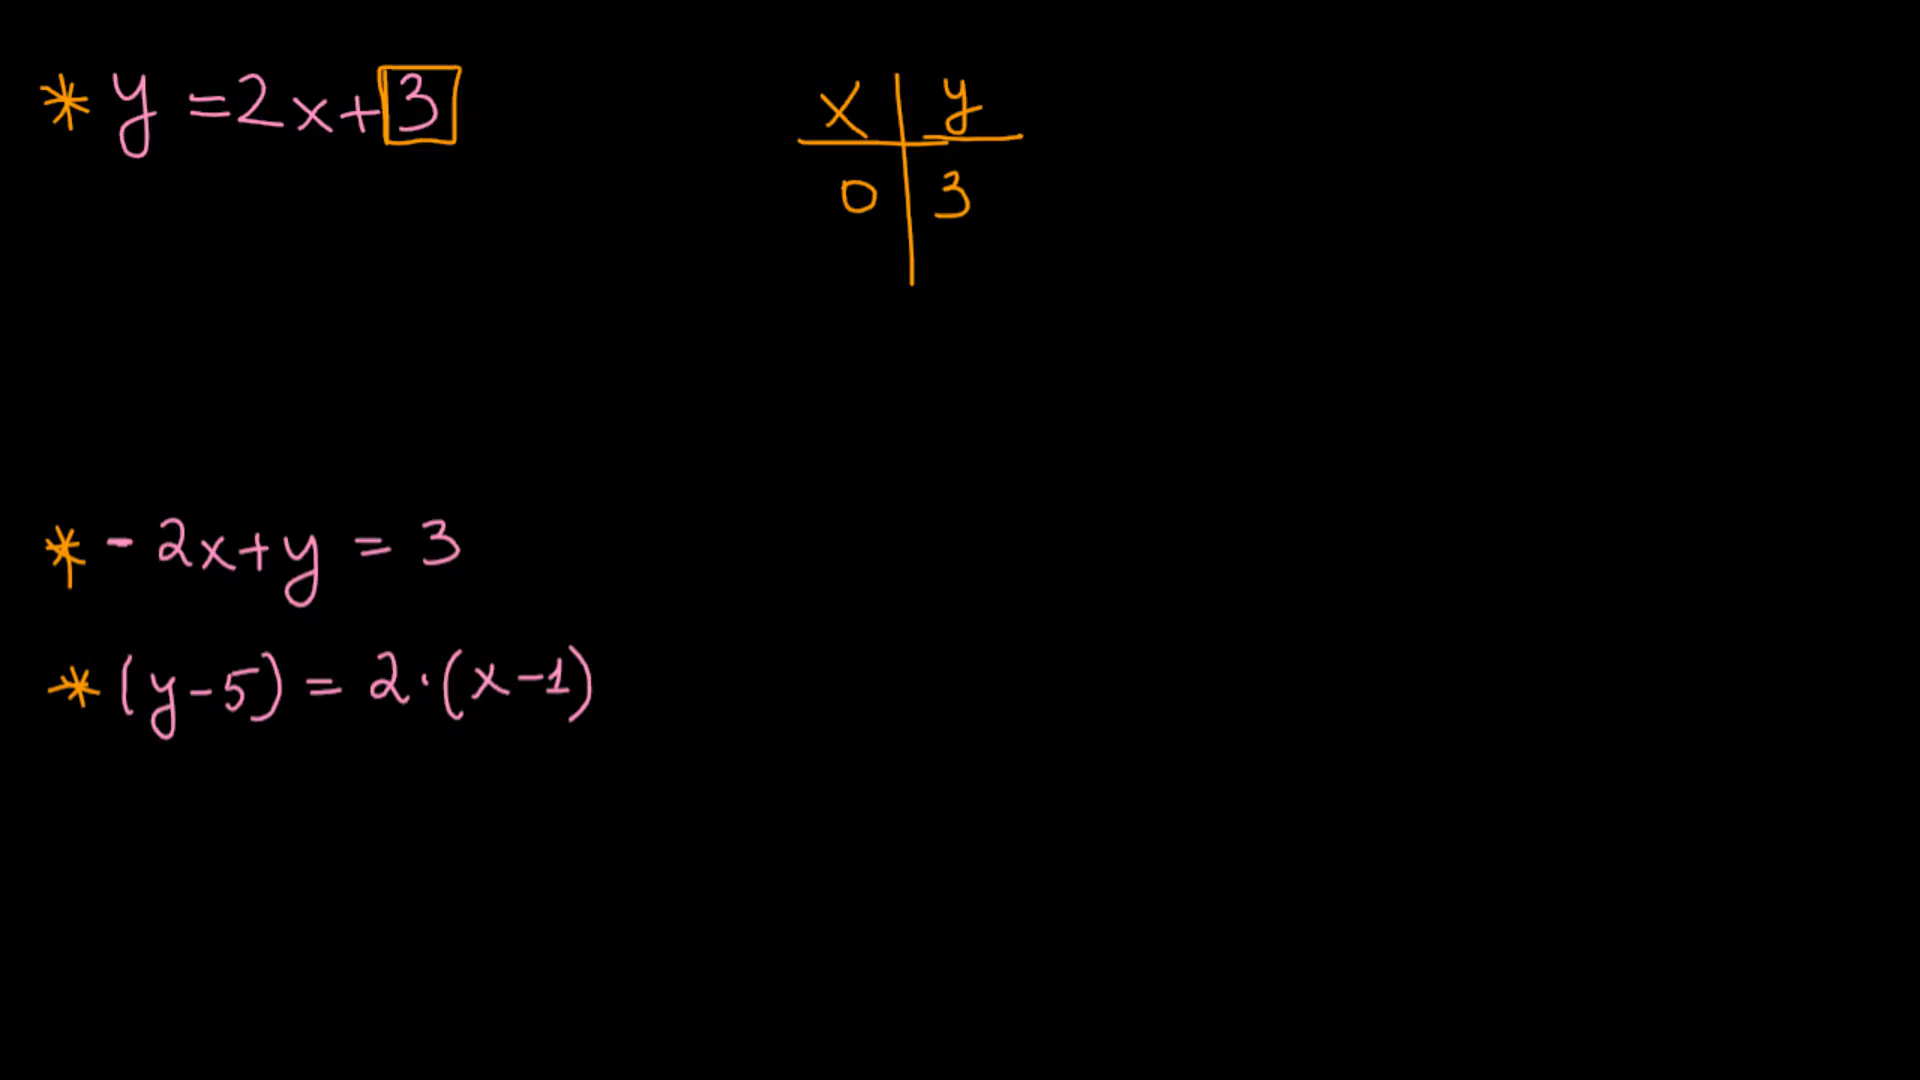 * y = 2x + 3
x | y
0 | 3
* - 2x + y = 3
* (y - 5) = 2 · (x - 1)